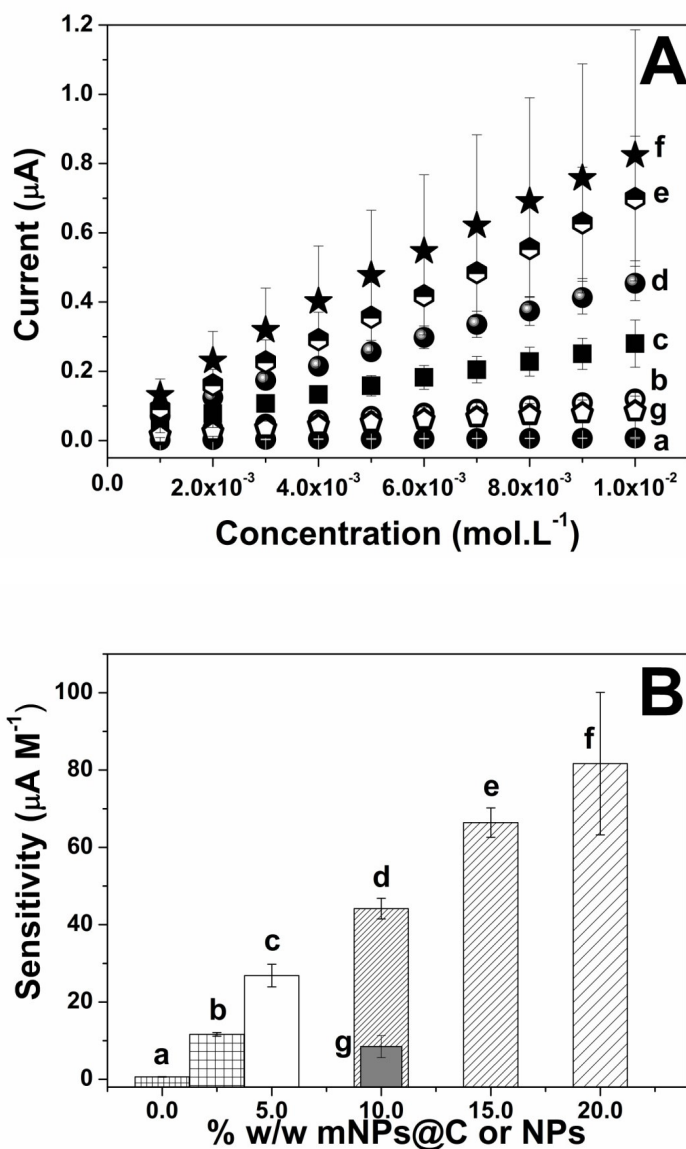 A
1.2
1.0
0.8
0.6
0.4
0.2
0.0
Current (μA)
f
e
d
c
b
g
a
0.0 2.0x10⁻³ 4.0x10⁻³ 6.0x10⁻³ 8.0x10⁻³ 1.0x10⁻²
Concentration (mol.L⁻¹)
B
100
80
60
40
20
0
Sensitivity (μA M⁻¹)
a
b
c
d
g
e
f
0.0 2.5 5.0 10.0 15.0 20.0
% w/w mNPs@C or NPs